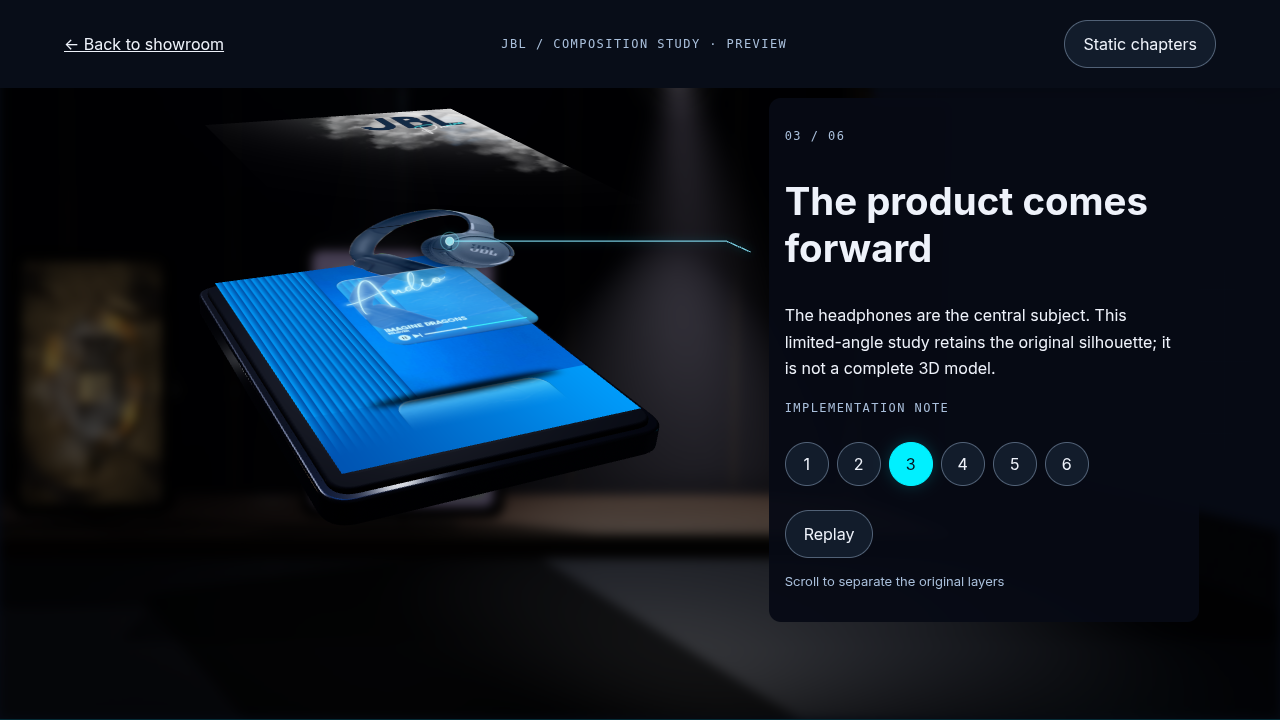 ← Back to showroom
JBL / COMPOSITION STUDY · PREVIEW
Static chapters
JBL
JBL
Audio
IMAGINE DRAGONS
03 / 06
The product comes
forward
The headphones are the central subject. This
limited-angle study retains the original silhouette; it
is not a complete 3D model.
IMPLEMENTATION NOTE
1 2 3 4 5 6
Replay
Scroll to separate the original layers